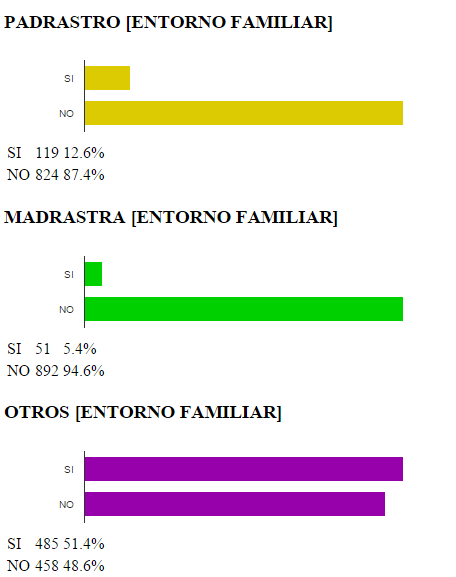 PADRASTRO [ENTORNO FAMILIAR]
SI
NO
SI 119 12.6%
NO 824 87.4%
MADRASTRA [ENTORNO FAMILIAR]
SI
NO
SI 51 5.4%
NO 892 94.6%
OTROS [ENTORNO FAMILIAR]
SI
NO
SI 485 51.4%
NO 458 48.6%